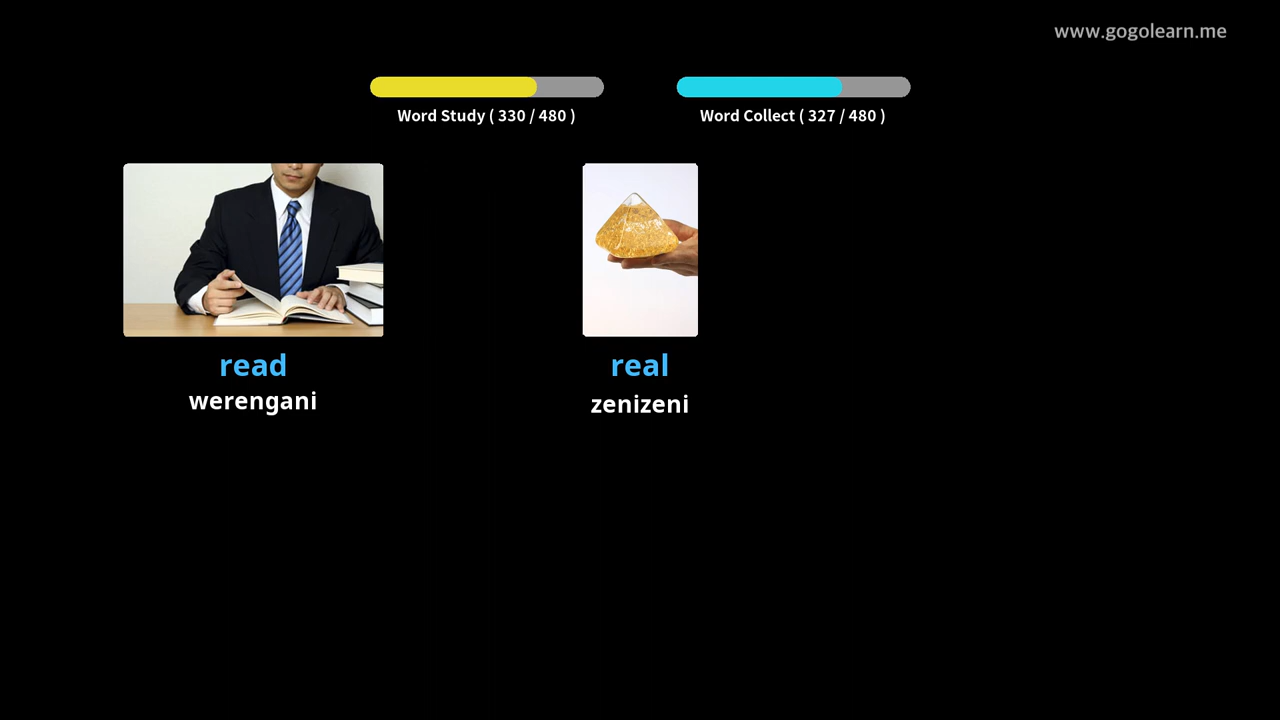 www.gogolearn.me
Word Study ( 330 / 480 )
Word Collect ( 327 / 480 )
read
werengani
real
zenizeni